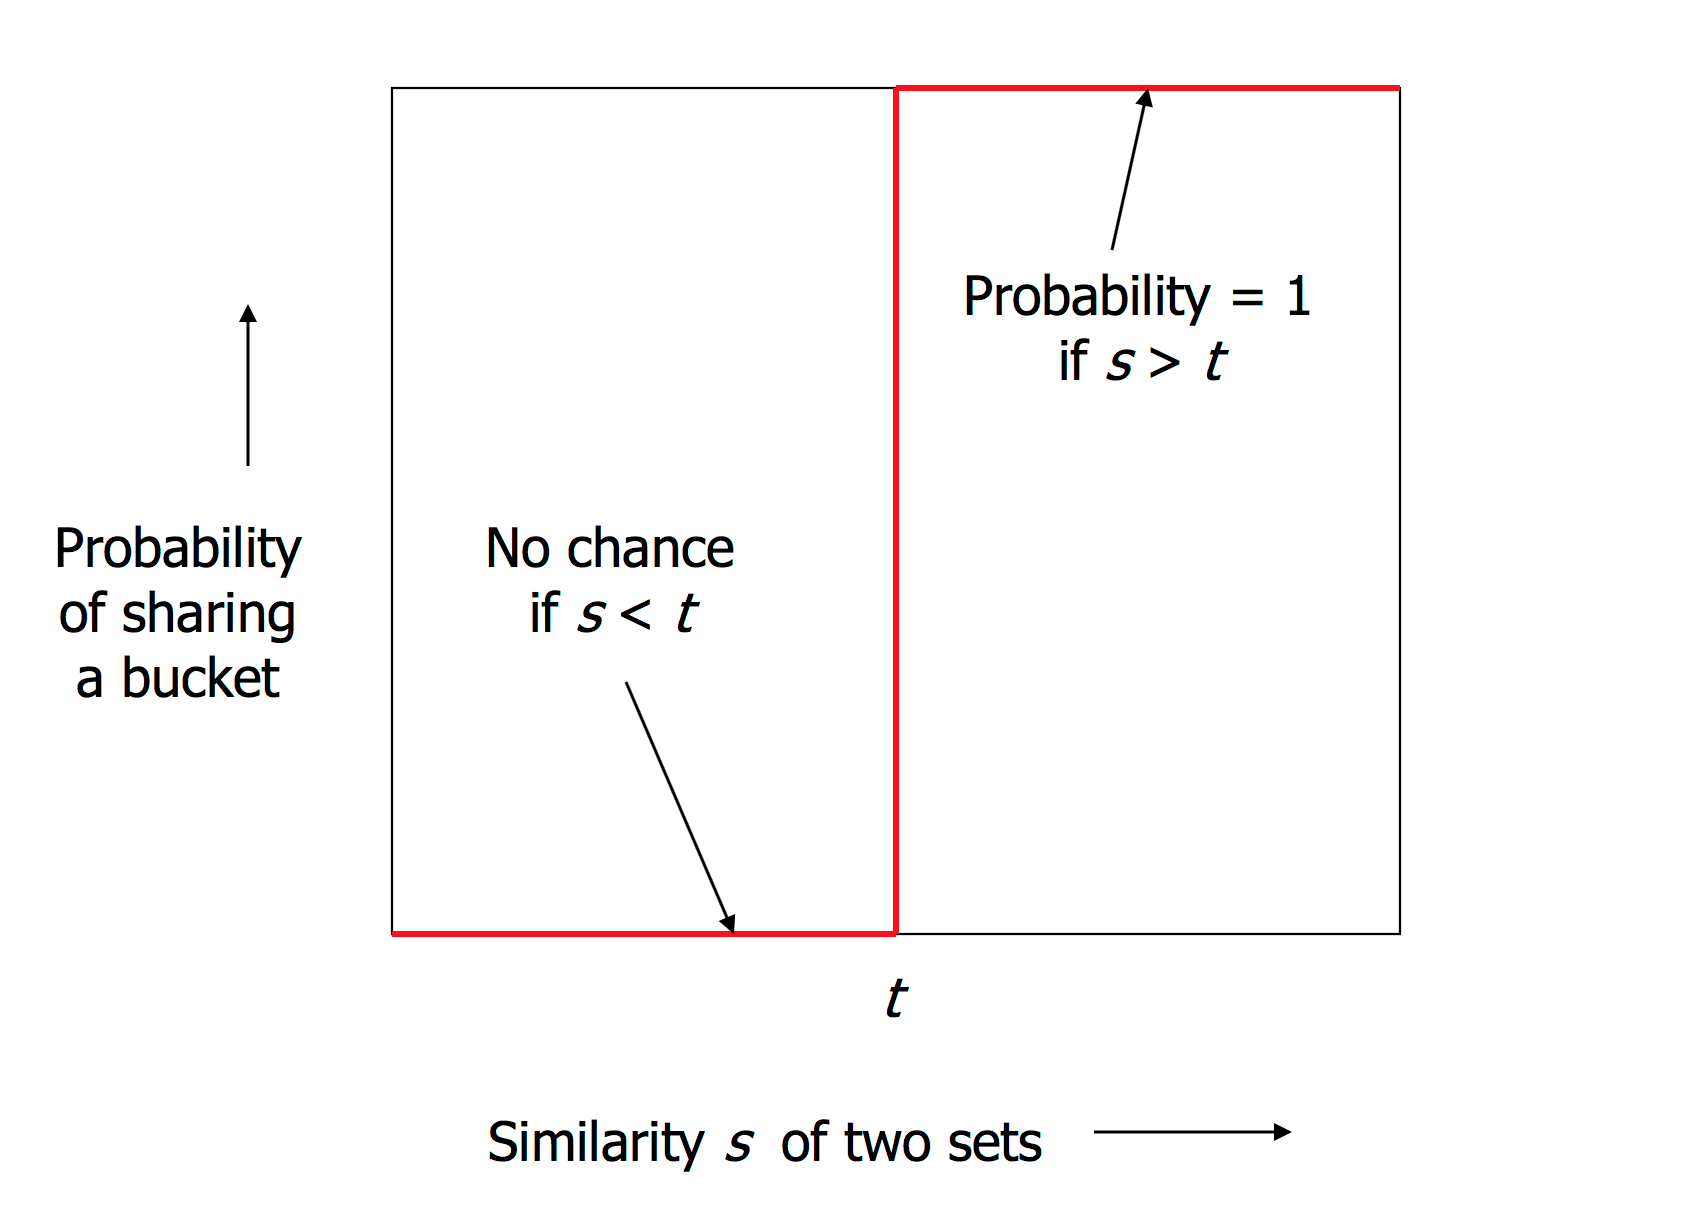 Probability = 1
if s > t
No chance
if s < t
Probability
of sharing
a bucket
t
Similarity s of two sets